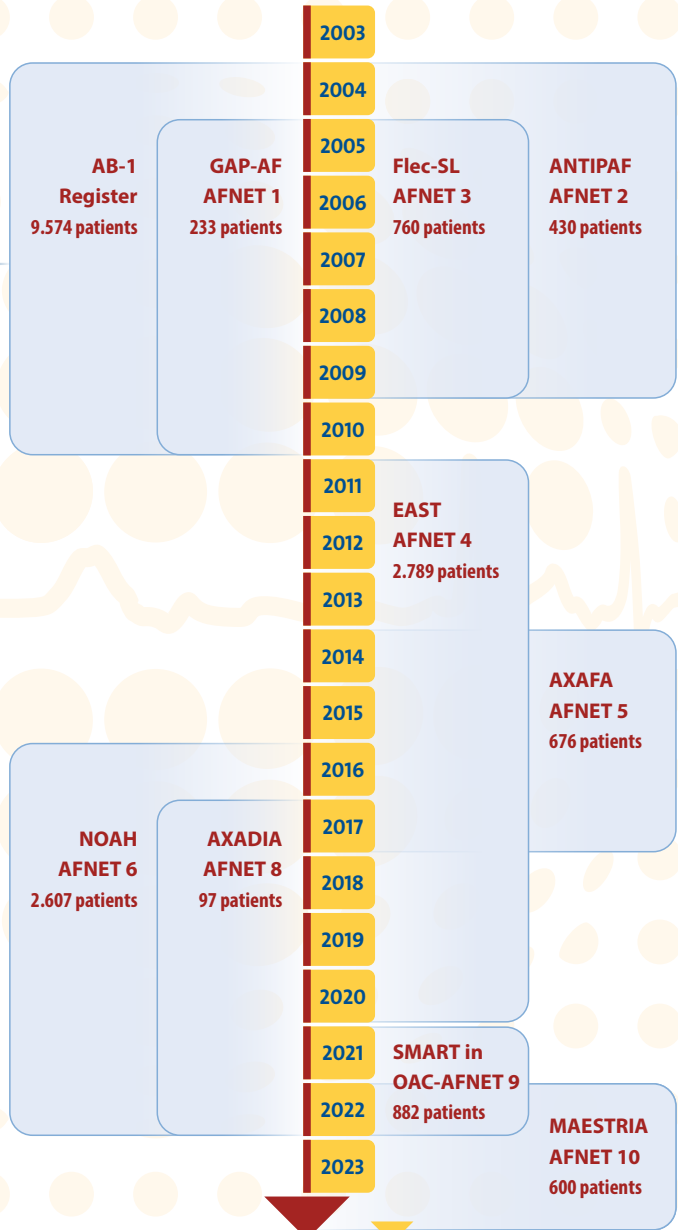 2003
2004
2005
AB-1
Register
9.574 patients
GAP-AF
AFNET 1
233 patients
Flec-SL
AFNET 3
760 patients
ANTIPAF
AFNET 2
430 patients
2006
2007
2008
2009
2010
2011
EAST
AFNET 4
2.789 patients
2012
2013
2014
AXAFA
AFNET 5
676 patients
2015
2016
2017
NOAH
AFNET 6
2.607 patients
AXADIA
AFNET 8
97 patients
2018
2019
2020
2021
SMART in
OAC-AFNET 9
882 patients
2022
MAESTRIA
AFNET 10
600 patients
2023